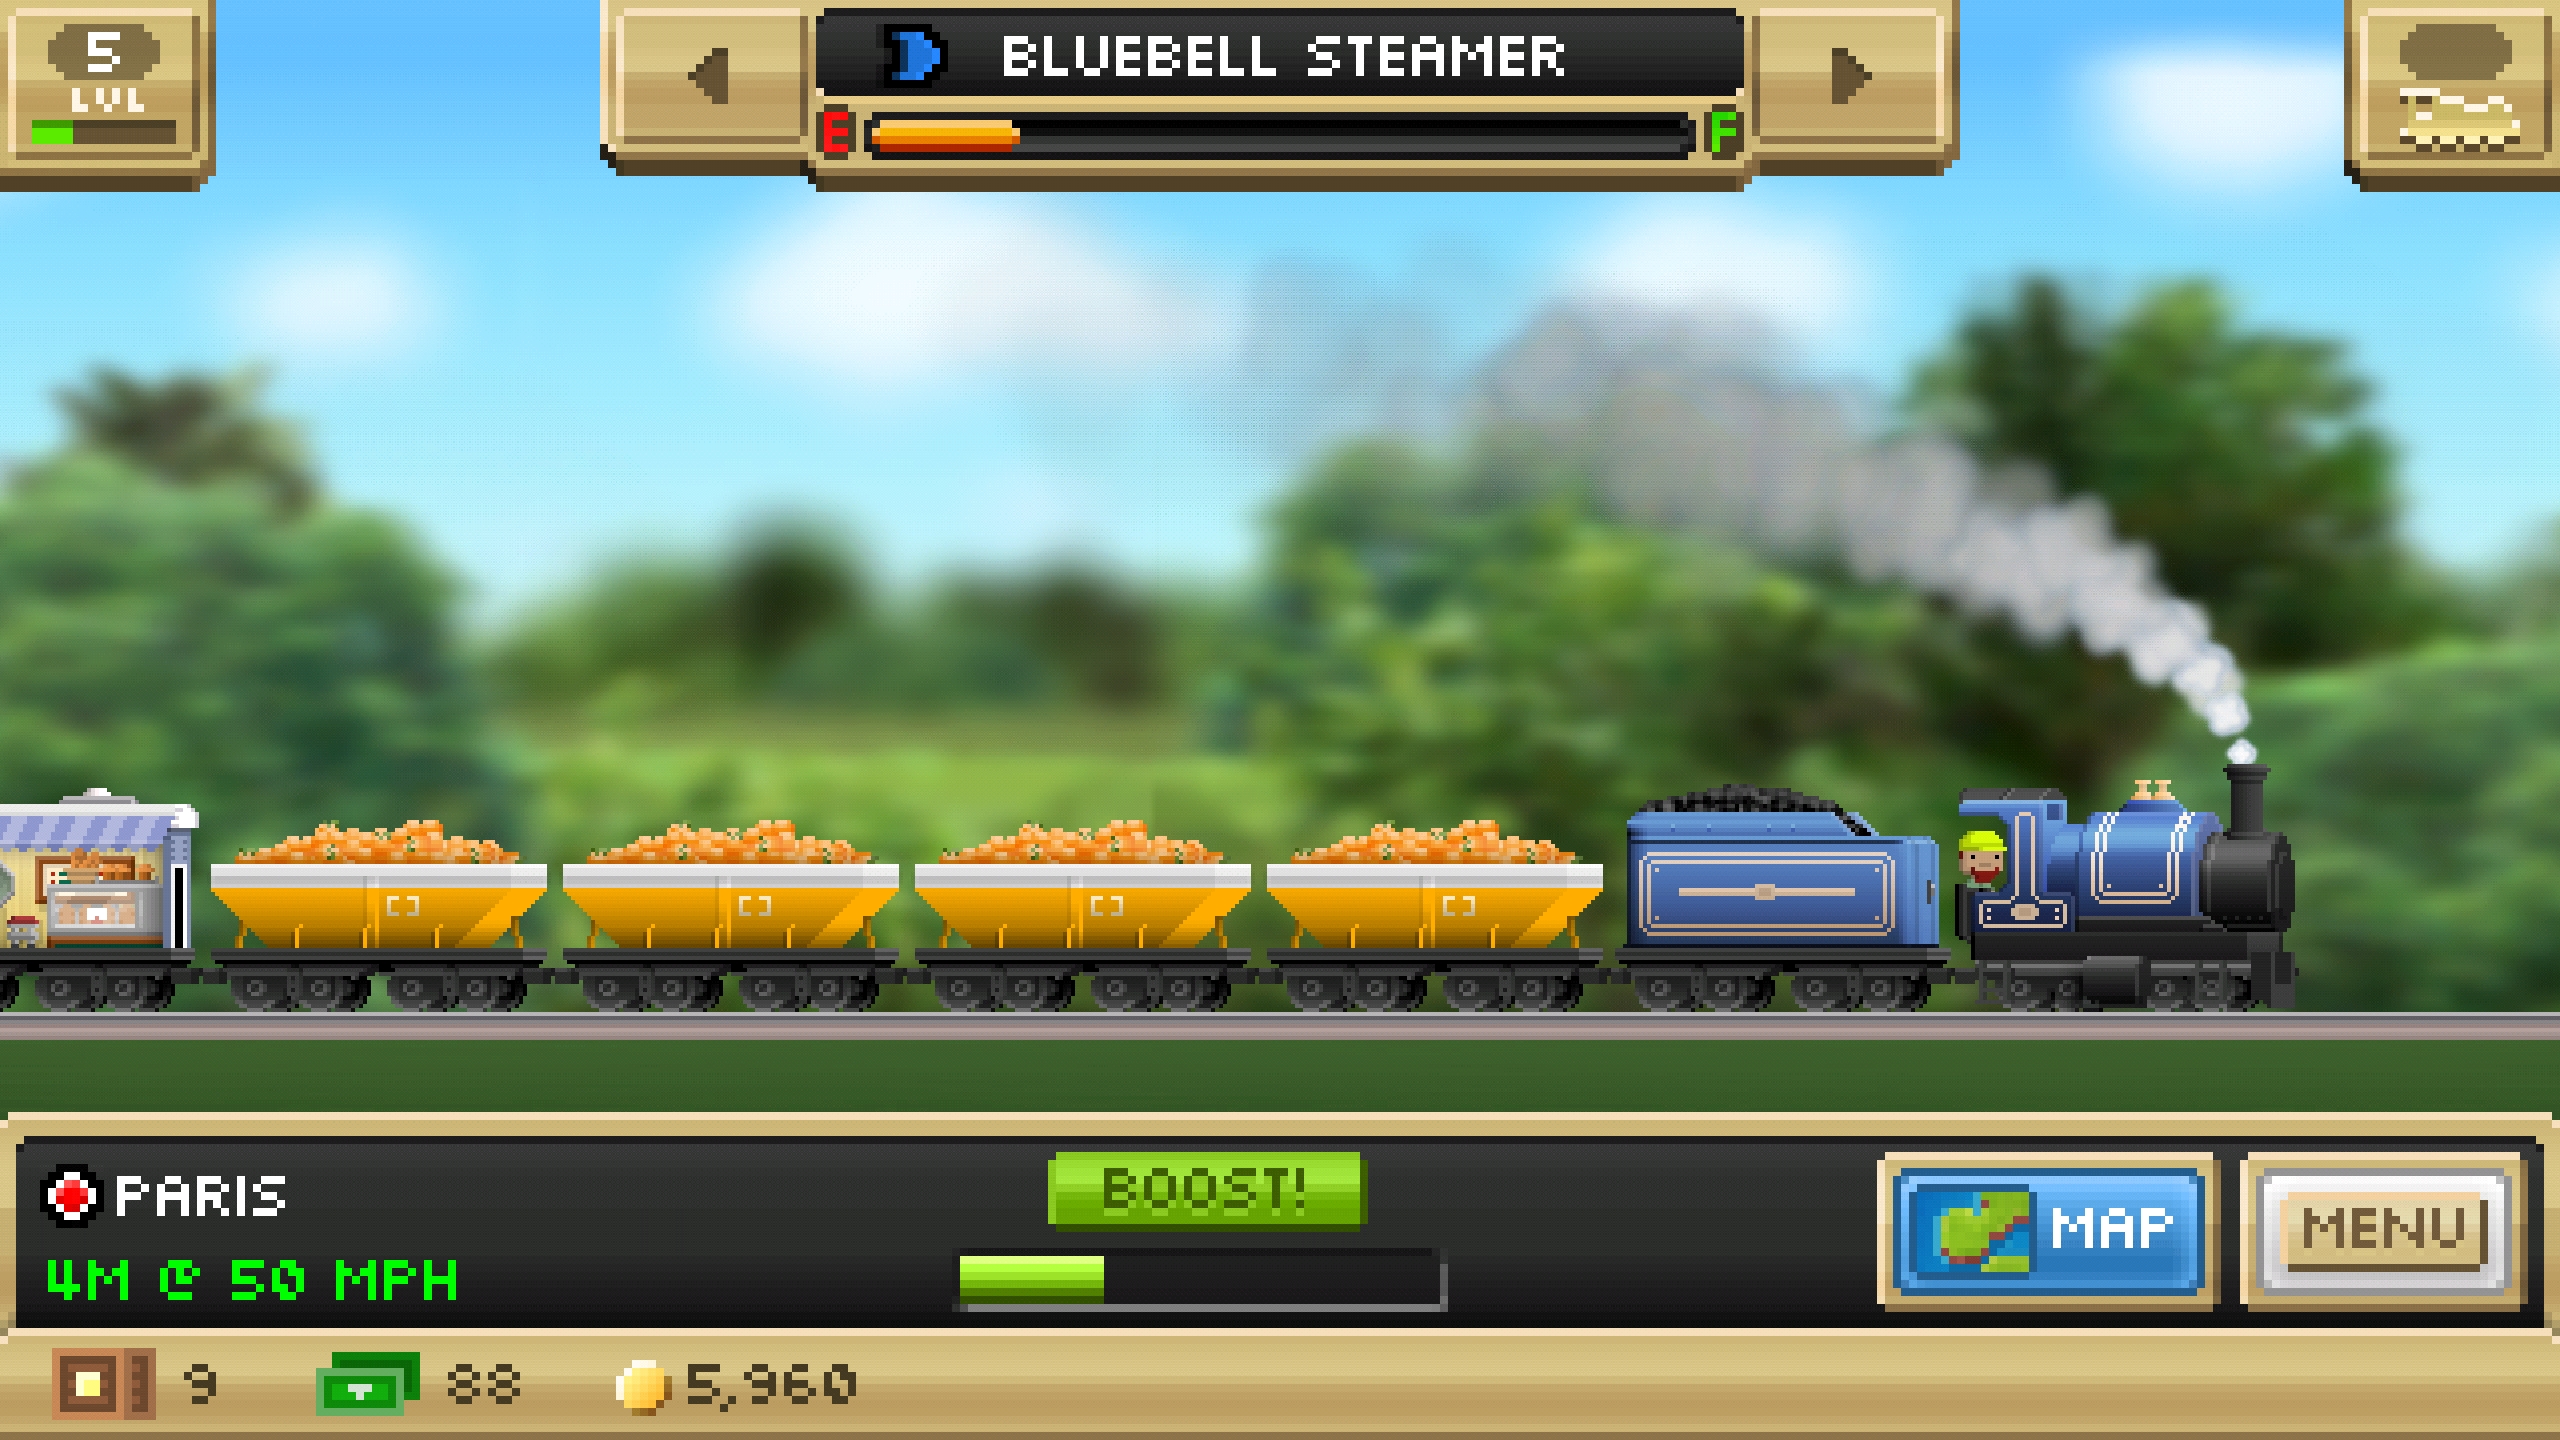 5
LVL
BLUEBELL STEAMER
E F
PARIS
4M @ 50 MPH
BOOST!
MAP
MENU
9
88
5,960